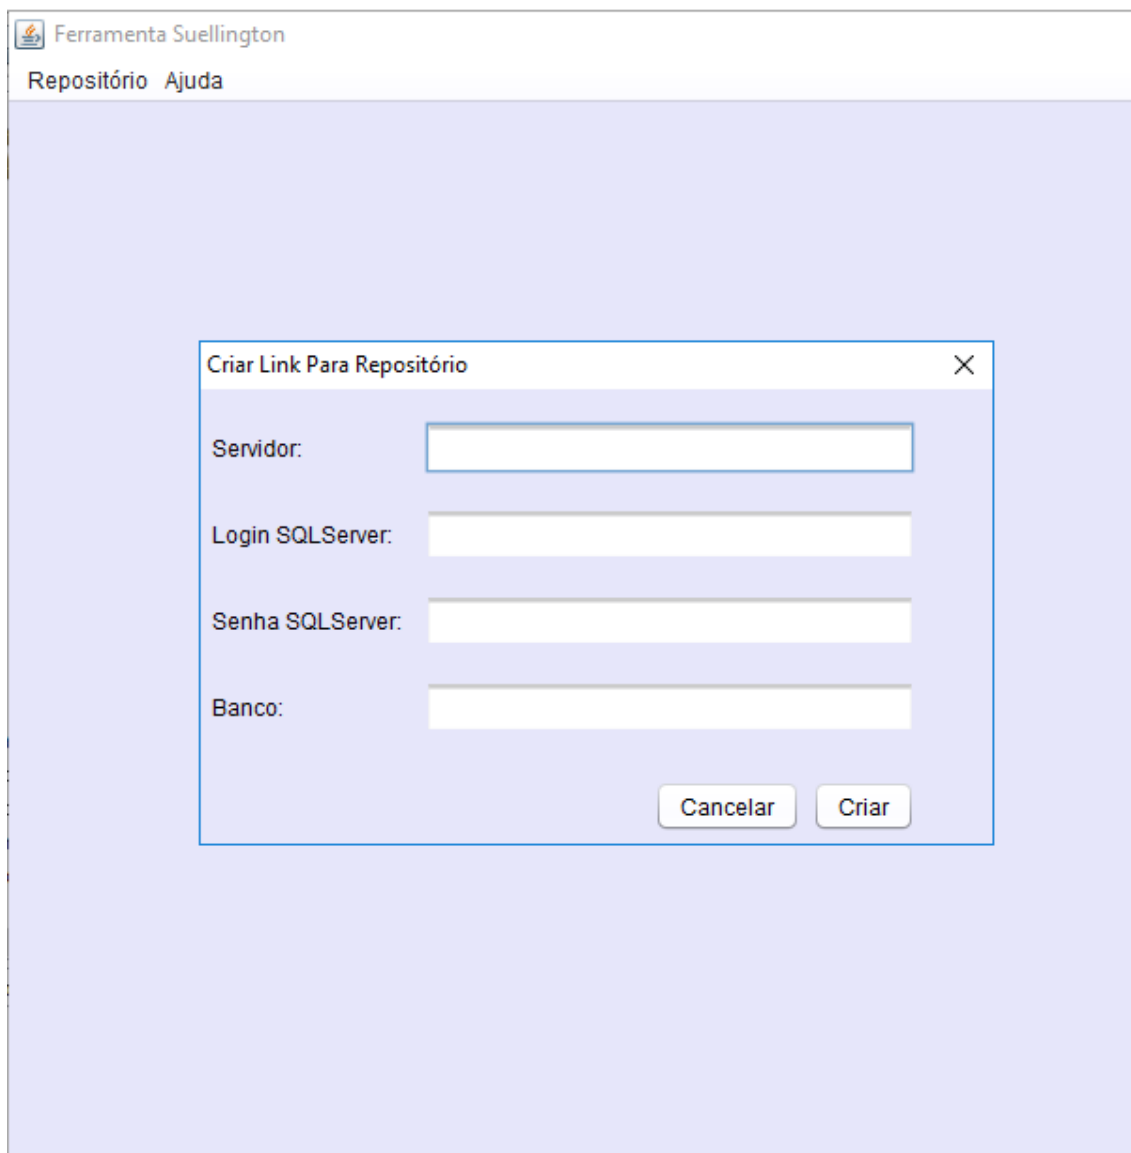 Ferramenta Suellington
Repositório Ajuda
Criar Link Para Repositório
Servidor:
Login SQLServer:
Senha SQLServer:
Banco:
Cancelar Criar